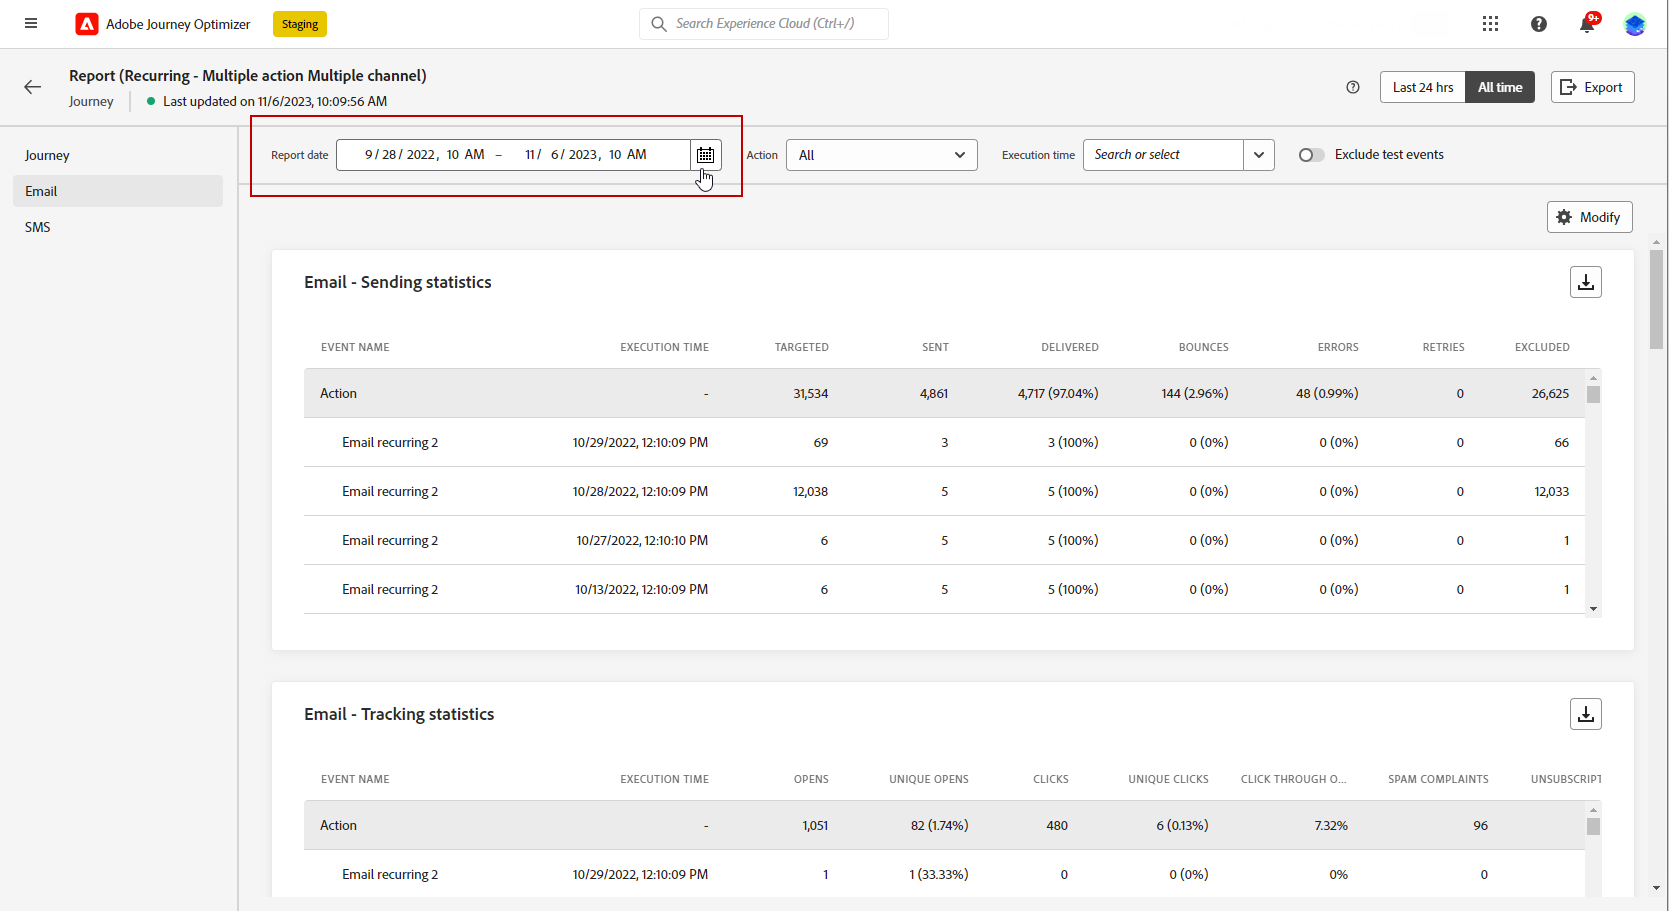 Adobe Journey Optimizer
Staging
Search Experience Cloud (Ctrl+/)
9+
Report (Recurring - Multiple action Multiple channel)
Journey
Last updated on 11/6/2023, 10:09:56 AM
Last 24 hrs
All time
Export
Journey
Email
SMS
Report date 9/28/2022, 10 AM – 11/ 6/2023, 10 AM
Action All
Execution time Search or select
Exclude test events
Modify
Email - Sending statistics
EVENT NAME EXECUTION TIME TARGETED SENT DELIVERED BOUNCES ERRORS RETRIES EXCLUDED
Action - 31,534 4,861 4,717 (97.04%) 144 (2.96%) 48 (0.99%) 0 26,625
Email recurring 2 10/29/2022, 12:10:09 PM 69 3 3 (100%) 0 (0%) 0 (0%) 0 66
Email recurring 2 10/28/2022, 12:10:09 PM 12,038 5 5 (100%) 0 (0%) 0 (0%) 0 12,033
Email recurring 2 10/27/2022, 12:10:10 PM 6 5 5 (100%) 0 (0%) 0 (0%) 0 1
Email recurring 2 10/13/2022, 12:10:09 PM 6 5 5 (100%) 0 (0%) 0 (0%) 0 1
Email - Tracking statistics
EVENT NAME EXECUTION TIME OPENS UNIQUE OPENS CLICKS UNIQUE CLICKS CLICK THROUGH O... SPAM COMPLAINTS UNSUBSCRIPT
Action - 1,051 82 (1.74%) 480 6 (0.13%) 7.32% 96
Email recurring 2 10/29/2022, 12:10:09 PM 1 1 (33.33%) 0 0 (0%) 0% 0